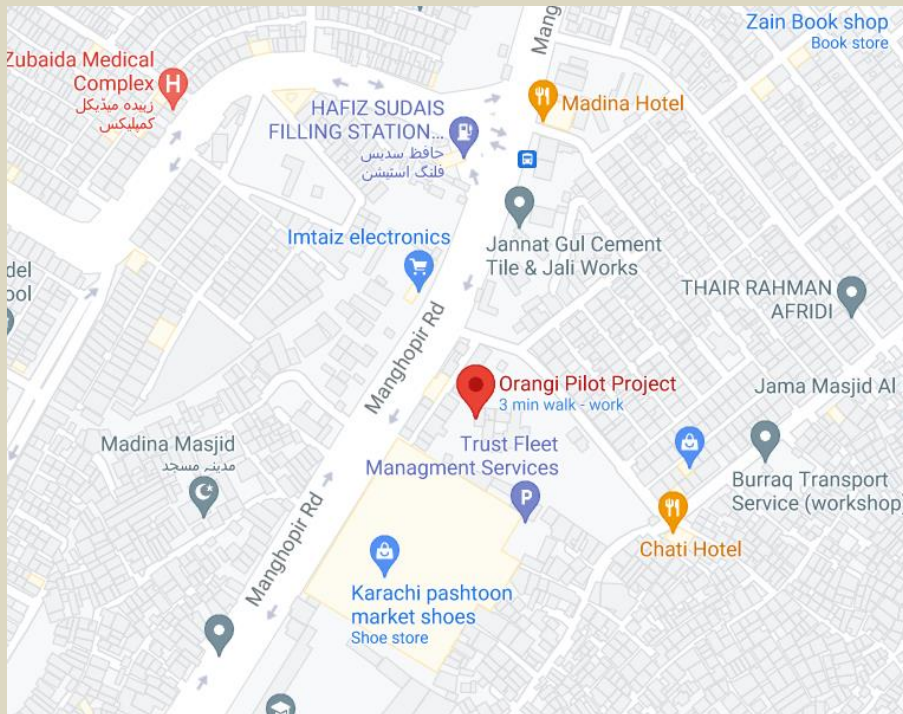 Zain Book shop
Book store
Mang
Zubaida Medical
Complex
زبیدہ میڈیکل
کمپلیکس
H
HAFIZ SUDAIS
FILLING STATION...
حافظ سدیس
فلنگ اسٹیشن
Madina Hotel
Imtaiz electronics
Jannat Gul Cement
Tile & Jali Works
del
ool
THAIR RAHMAN
AFRIDI
Manghopir Rd
Orangi Pilot Project
3 min walk - work
Jama Masjid Al
Madina Masjid
مدینہ مسجد
Trust Fleet
Managment Services
P
Burraq Transport
Service (workshop)
Manghopir Rd
Chati Hotel
Karachi pashtoon
market shoes
Shoe store